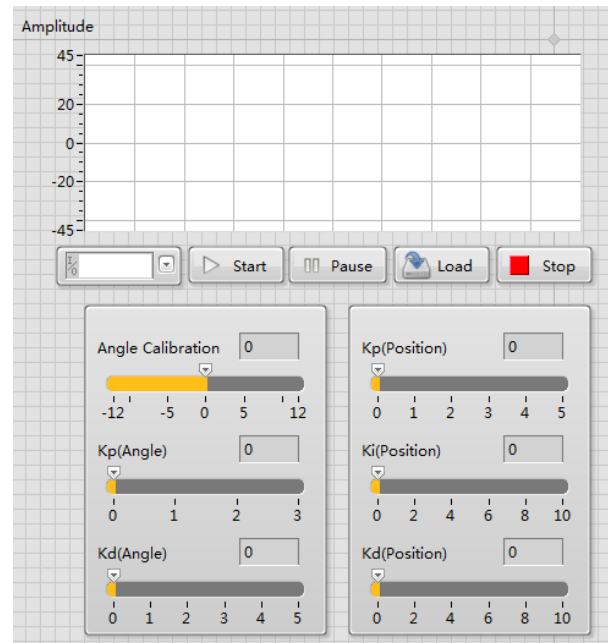 Amplitude
45
20
0
-20
-45
I/O
Start Pause Load Stop
Angle Calibration 0
-12 -5 0 5 12
Kp(Angle) 0
0 1 2 3
Kd(Angle) 0
0 1 2 3 4 5
Kp(Position) 0
0 1 2 3 4 5
Ki(Position) 0
0 2 4 6 8 10
Kd(Position) 0
0 2 4 6 8 10